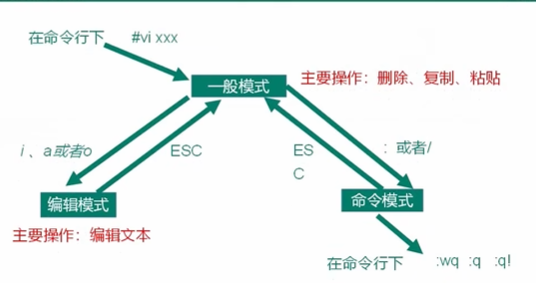 在命令行下 #vi xxx
一般模式
主要操作：删除、复制、粘贴
i 、a或者o
ESC
ES
C
: 或者/
编辑模式
命令模式
主要操作：编辑文本
在命令行下 :wq :q :q!